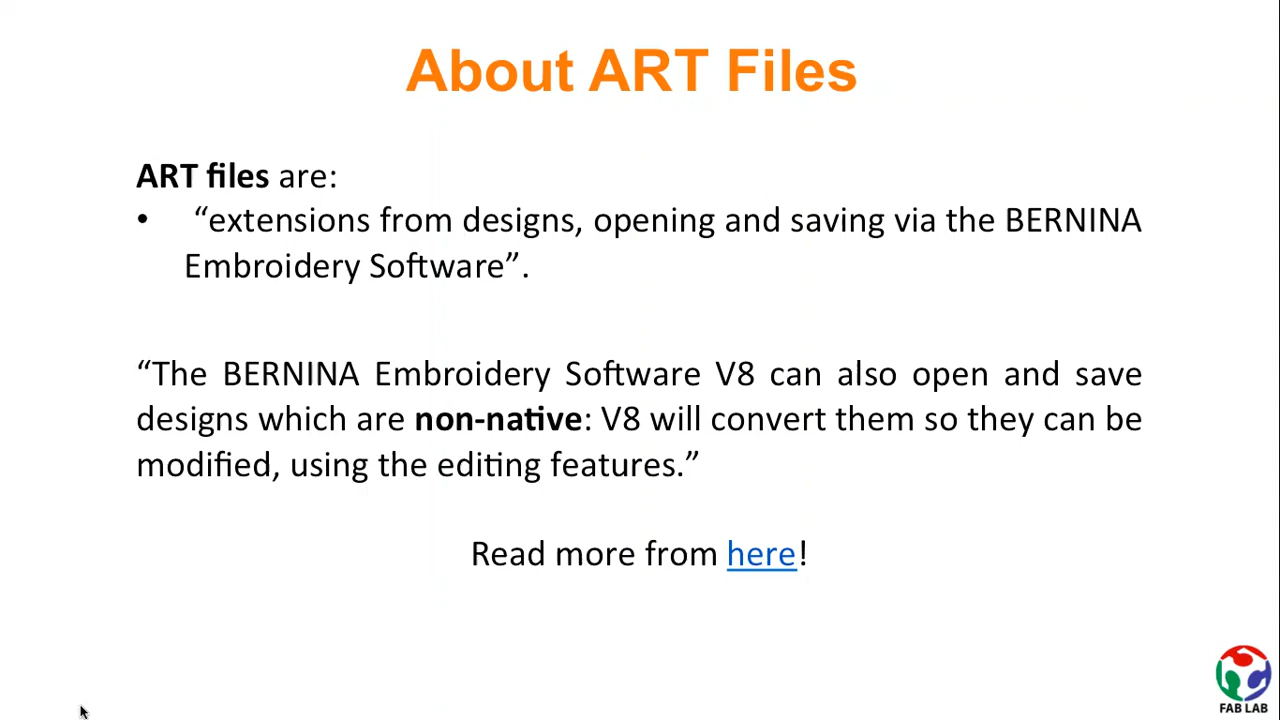 About ART Files
ART files are:
• “extensions from designs, opening and saving via the BERNINA
Embroidery Software”.
“The BERNINA Embroidery Software V8 can also open and save
designs which are non-native: V8 will convert them so they can be
modified, using the editing features.”
Read more from here!
FAB LAB